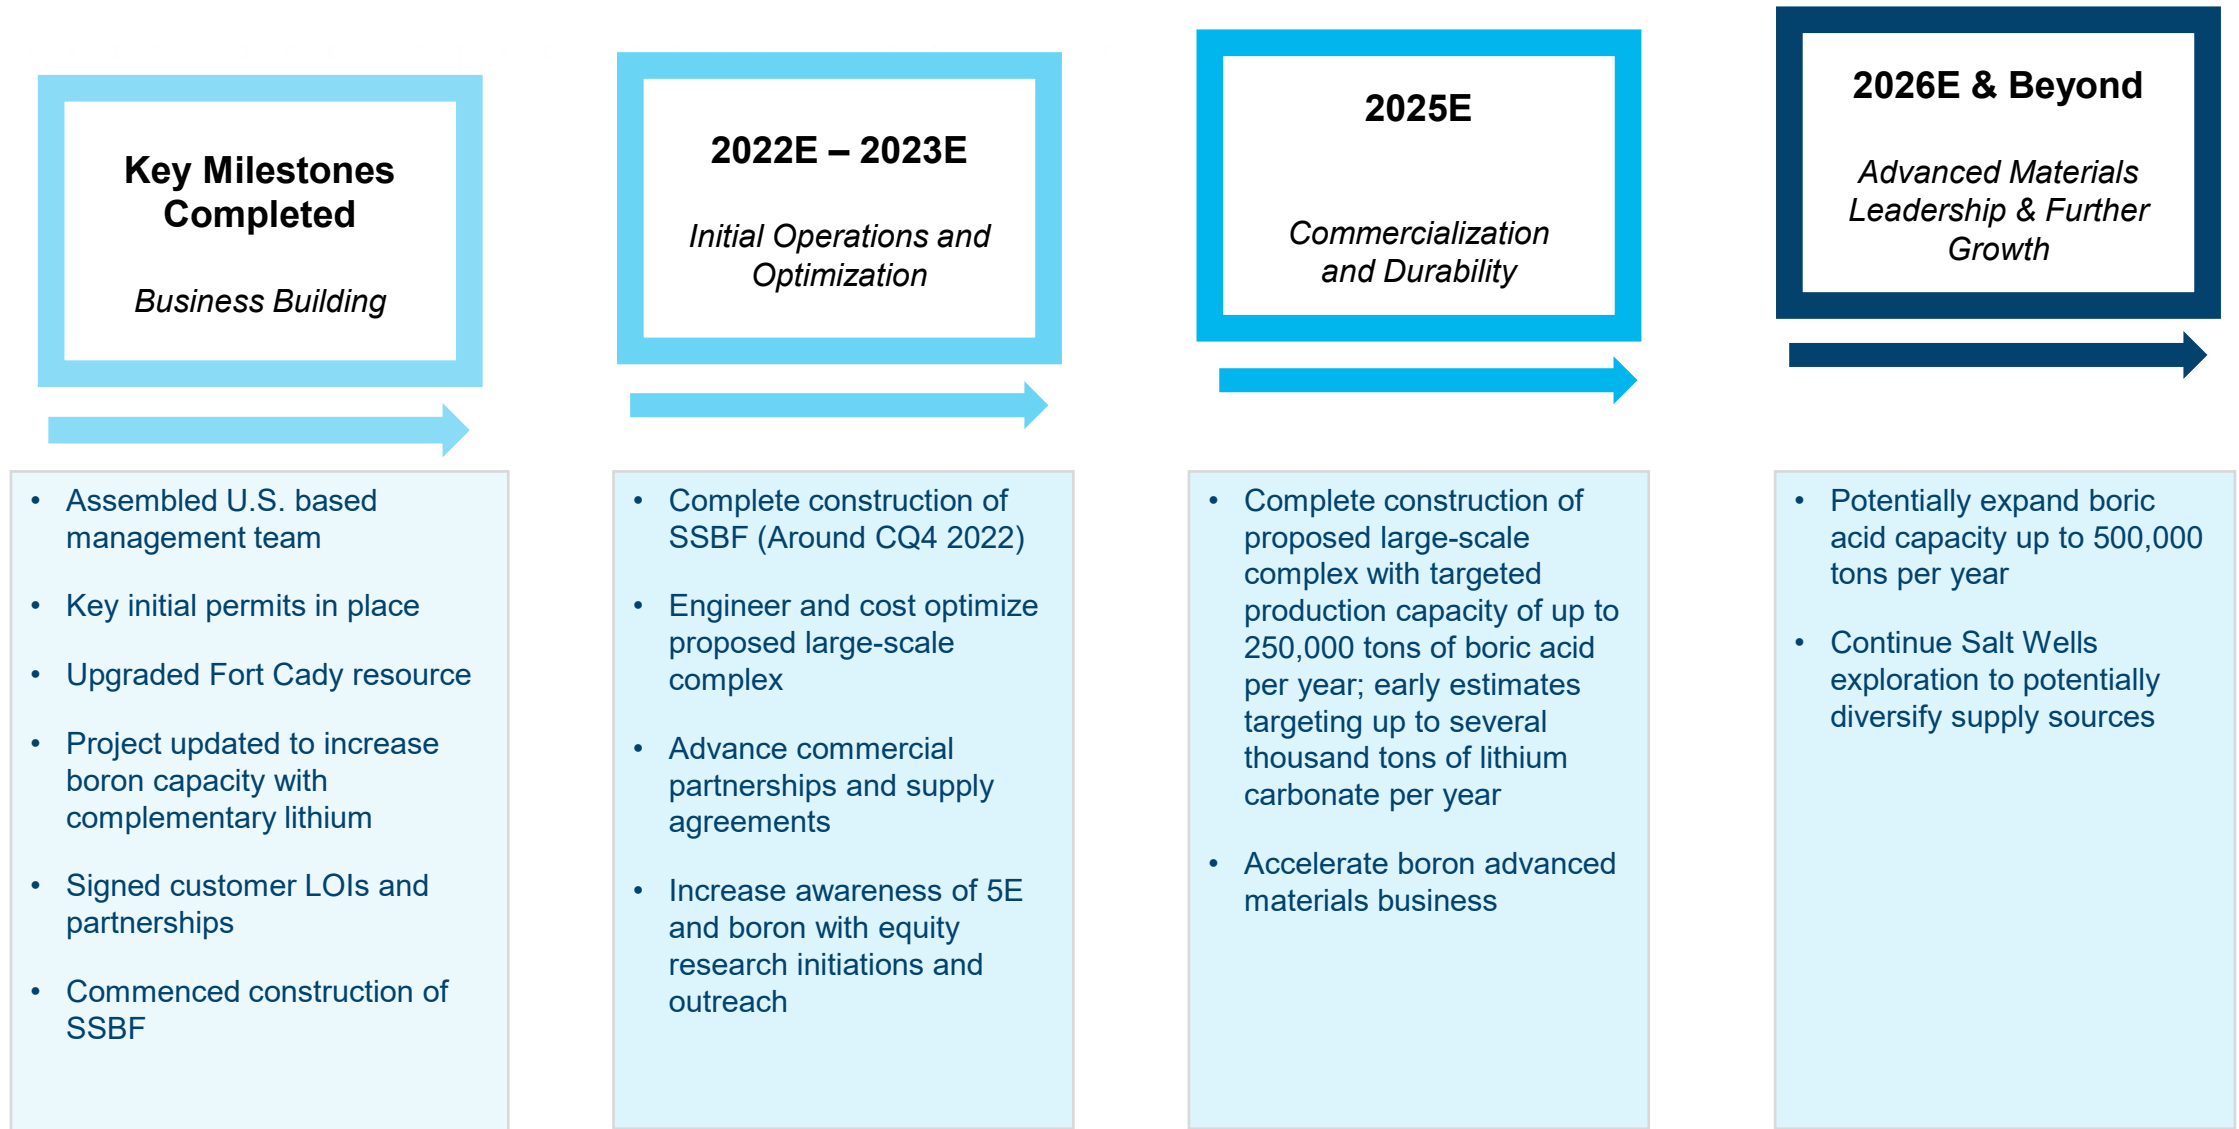 Key Milestones
Completed
Business Building
• Assembled U.S. based
management team
• Key initial permits in place
• Upgraded Fort Cady resource
• Project updated to increase
boron capacity with
complementary lithium
• Signed customer LOIs and
partnerships
• Commenced construction of
SSBF
2022E – 2023E
Initial Operations and
Optimization
• Complete construction of
SSBF (Around CQ4 2022)
• Engineer and cost optimize
proposed large-scale
complex
• Advance commercial
partnerships and supply
agreements
• Increase awareness of 5E
and boron with equity
research initiations and
outreach
2025E
Commercialization
and Durability
• Complete construction of
proposed large-scale
complex with targeted
production capacity of up to
250,000 tons of boric acid
per year; early estimates
targeting up to several
thousand tons of lithium
carbonate per year
• Accelerate boron advanced
materials business
2026E & Beyond
Advanced Materials
Leadership & Further
Growth
• Potentially expand boric
acid capacity up to 500,000
tons per year
• Continue Salt Wells
exploration to potentially
diversify supply sources